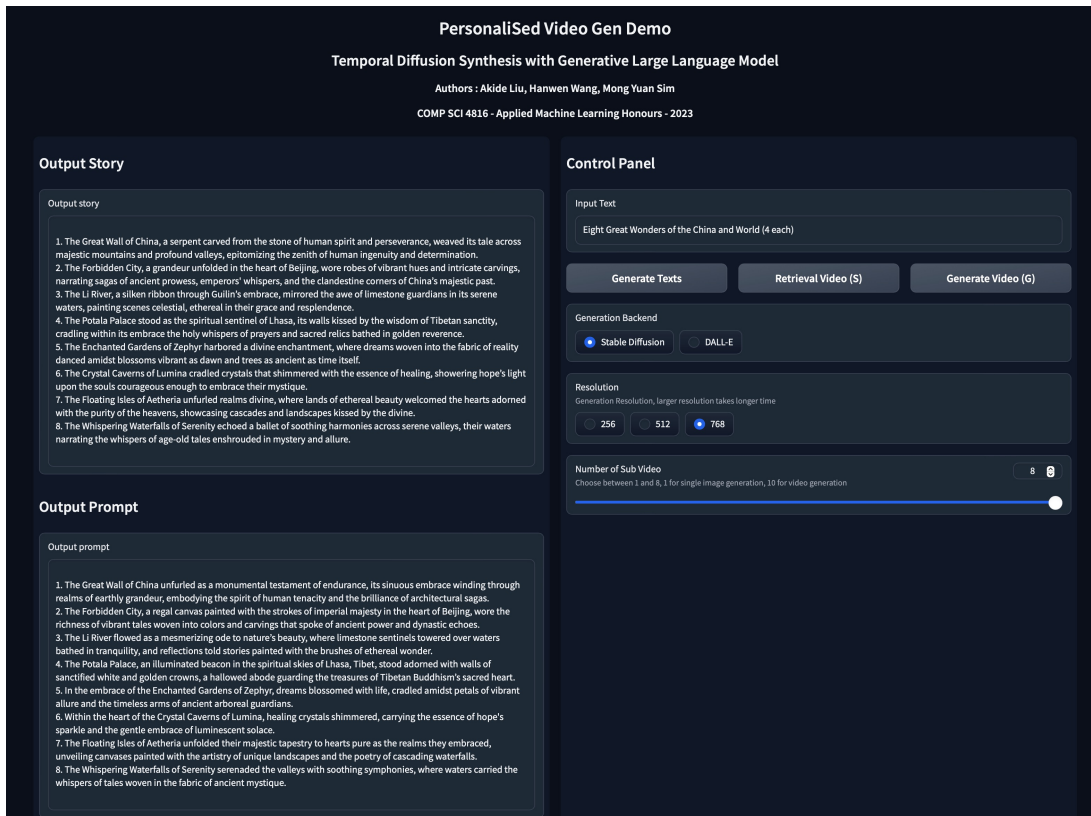 PersonaliSed Video Gen Demo
Temporal Diffusion Synthesis with Generative Large Language Model
Authors : Akide Liu, Hanwen Wang, Mong Yuan Sim
COMP SCI 4816 - Applied Machine Learning Honours - 2023
Output Story
Output story
1. The Great Wall of China, a serpent carved from the stone of human spirit and perseverance, weaved its tale across
majestic mountains and profound valleys, epitomizing the zenith of human ingenuity and determination.
2. The Forbidden City, a grandeur unfolded in the heart of Beijing, wore robes of vibrant hues and intricate carvings,
narrating sagas of ancient prowess, emperors' whispers, and the clandestine corners of China's majestic past.
3. The Li River, a silken ribbon through Guilin's embrace, mirrored the awe of limestone guardians in its serene
waters, painting scenes celestial, ethereal in their grace and resplendence.
4. The Potala Palace stood as the spiritual sentinel of Lhasa, its walls kissed by the wisdom of Tibetan sanctity,
cradling within its embrace the holy whispers of prayers and sacred relics bathed in golden reverence.
5. The Enchanted Gardens of Zephyr harbored a divine enchantment, where dreams woven into the fabric of reality
danced amidst blossoms vibrant as dawn and trees as ancient as time itself.
6. The Crystal Caverns of Lumina cradled crystals that shimmered with the essence of healing, showering hope's light
upon the souls courageous enough to embrace their mystique.
7. The Floating Isles of Aetheria unfurled realms divine, where lands of ethereal beauty welcomed the hearts adorned
with the purity of the heavens, showcasing cascades and landscapes kissed by the divine.
8. The Whispering Waterfalls of Serenity echoed a ballet of soothing harmonies across serene valleys, their waters
narrating the whispers of age-old tales enshrouded in mystery and allure.
Output Prompt
Output prompt
1. The Great Wall of China unfurled as a monumental testament of endurance, its sinuous embrace winding through
realms of earthly grandeur, embodying the spirit of human tenacity and the brilliance of architectural sagas.
2. The Forbidden City, a regal canvas painted with the strokes of imperial majesty in the heart of Beijing, wore the
richness of vibrant tales woven into colors and carvings that spoke of ancient power and dynastic echoes.
3. The Li River flowed as a mesmerizing ode to nature's beauty, where limestone sentinels towered over waters
bathed in tranquility, and reflections told stories painted with the brushes of ethereal wonder.
4. The Potala Palace, an illuminated beacon in the spiritual skies of Lhasa, Tibet, stood adorned with walls of
sanctified white and golden crowns, a hallowed abode guarding the treasures of Tibetan Buddhism's sacred heart.
5. In the embrace of the Enchanted Gardens of Zephyr, dreams blossomed with life, cradled amidst petals of vibrant
allure and the timeless arms of ancient arboreal guardians.
6. Within the heart of the Crystal Caverns of Lumina, healing crystals shimmered, carrying the essence of hope's
sparkle and the gentle embrace of luminescent solace.
7. The Floating Isles of Aetheria unfolded their majestic tapestry to hearts pure as the realms they embraced,
unveiling canvases painted with the artistry of unique landscapes and the poetry of cascading waterfalls.
8. The Whispering Waterfalls of Serenity serenaded the valleys with soothing symphonies, where waters carried the
whispers of tales woven in the fabric of ancient mystique.
Control Panel
Input Text
Eight Great Wonders of the China and World (4 each)
Generate Texts
Retrieval Video (S)
Generate Video (G)
Generation Backend
Stable Diffusion
DALL-E
Resolution
Generation Resolution, larger resolution takes longer time
256
512
768
Number of Sub Video
8
Choose between 1 and 8, 1 for single image generation, 10 for video generation